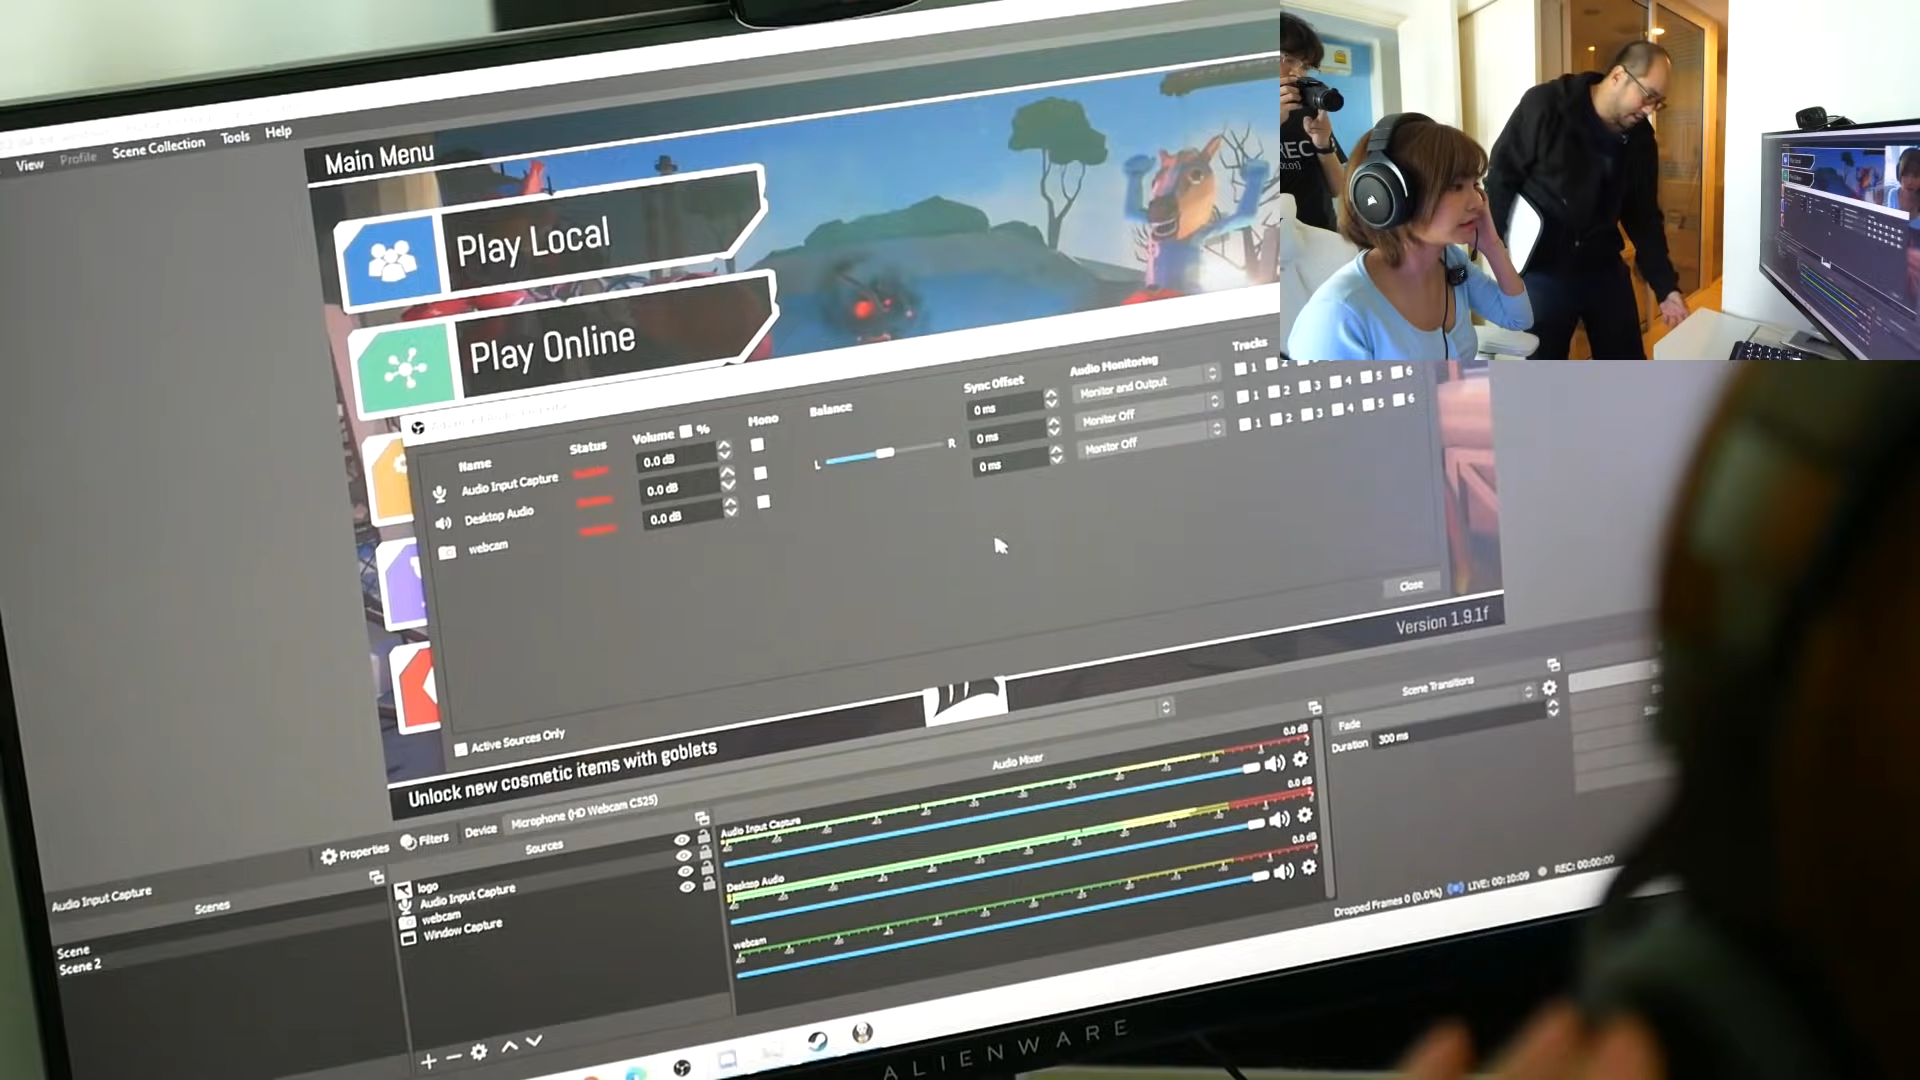 View Profile Scene Collection Tools Help
Main Menu
Play Local
Play Online
Name Status Volume % Mono Balance Sync Offset Audio Monitoring Tracks
Audio Input Capture 0.0 dB L R 0 ms Monitor and Output 1 2
Desktop Audio 0.0 dB 0 ms Monitor Off 1 2 3 4 5 6
webcam 0.0 dB 0 ms Monitor Off 1 2 3 4 5 6
Close
Active Sources Only
Version 1.9.1f
Unlock new cosmetic items with goblets
Audio Input Capture Properties Filters Device Microphone (HD Webcam C525)
Scenes
Scene
Scene 2
Sources
logo
Audio Input Capture
webcam
Window Capture
Audio Mixer
Audio Input Capture 0.0 dB
Desktop Audio 0.0 dB
webcam 0.0 dB
Scene Transitions
Fade
Duration 300 ms
Dropped Frames 0 (0.0%) LIVE: 00:10:09 REC: 00:00:00
ALIENWARE
REC